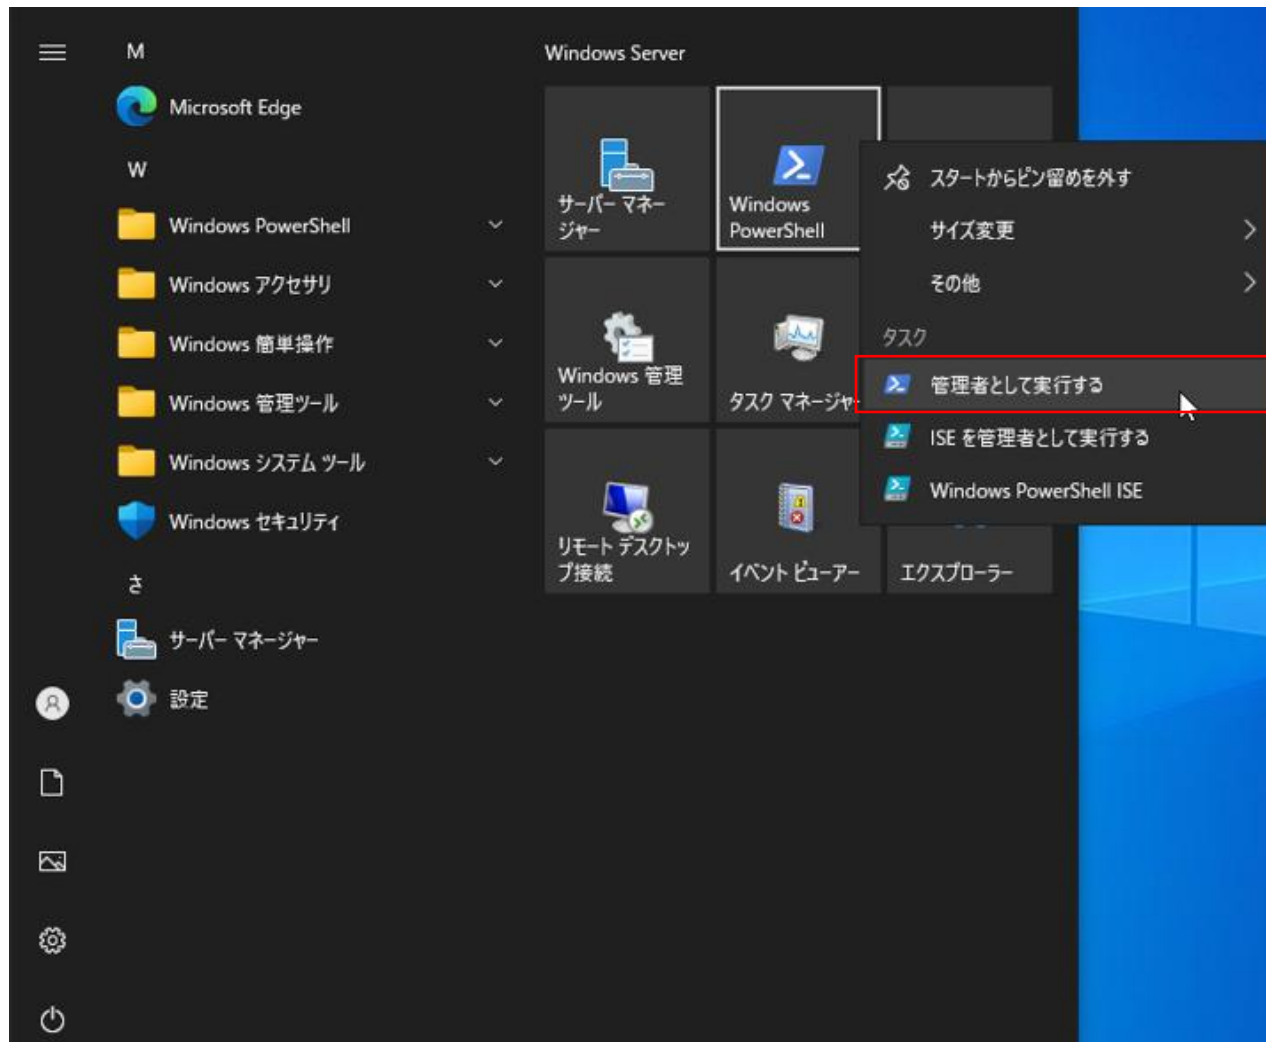 M
Microsoft Edge
W
Windows PowerShell
Windows アクセサリ
Windows 簡単操作
Windows 管理ツール
Windows システム ツール
Windows セキュリティ
さ
サーバー マネージャー
設定
Windows Server
サーバー マネー
ジャー
Windows
PowerShell
Windows 管理
ツール
タスク マネージャー
リモート デスクトッ
プ接続
イベント ビューアー
エクスプローラー
スタートからピン留めを外す
サイズ変更
その他
タスク
管理者として実行する
ISE を管理者として実行する
Windows PowerShell ISE